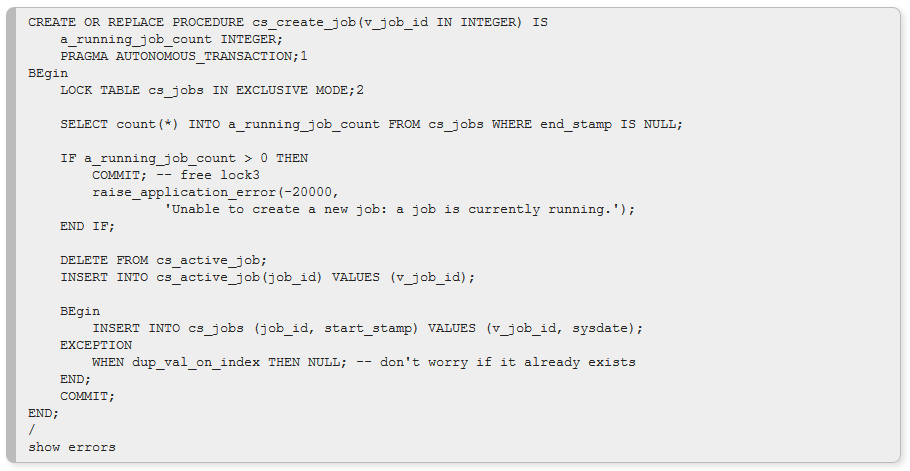 CREATE OR REPLACE PROCEDURE cs_create_job(v_job_id IN INTEGER) IS
    a_running_job_count INTEGER;
    PRAGMA AUTONOMOUS_TRANSACTION;1
BEgin
    LOCK TABLE cs_jobs IN EXCLUSIVE MODE;2

    SELECT count(*) INTO a_running_job_count FROM cs_jobs WHERE end_stamp IS NULL;

    IF a_running_job_count > 0 THEN
        COMMIT; -- free lock3
        raise_application_error(-20000,
                 'Unable to create a new job: a job is currently running.');
    END IF;

    DELETE FROM cs_active_job;
    INSERT INTO cs_active_job(job_id) VALUES (v_job_id);

    BEgin
        INSERT INTO cs_jobs (job_id, start_stamp) VALUES (v_job_id, sysdate);
    EXCEPTION
        WHEN dup_val_on_index THEN NULL; -- don't worry if it already exists
    END;
    COMMIT;
END;
/
show errors